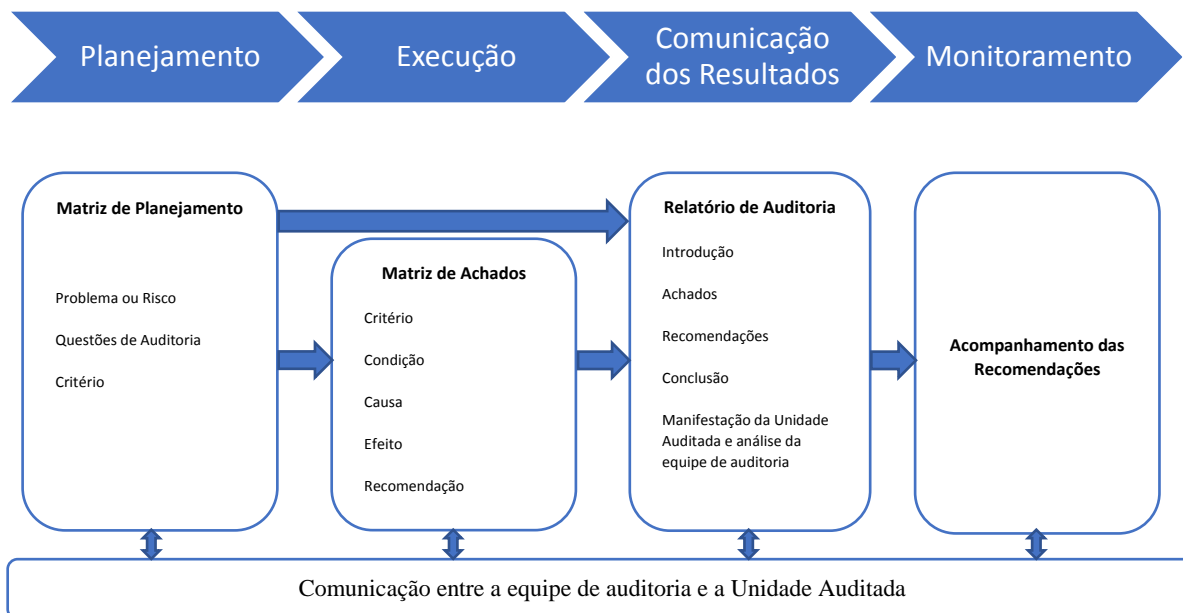 Planejamento
Execução
Comunicação
dos Resultados
Monitoramento
Matriz de Planejamento
Problema ou Risco
Questões de Auditoria
Critério
Matriz de Achados
Critério
Condição
Causa
Efeito
Recomendação
Relatório de Auditoria
Introdução
Achados
Recomendações
Conclusão
Manifestação da Unidade
Auditada e análise da
equipe de auditoria
Acompanhamento das
Recomendações
Comunicação entre a equipe de auditoria e a Unidade Auditada